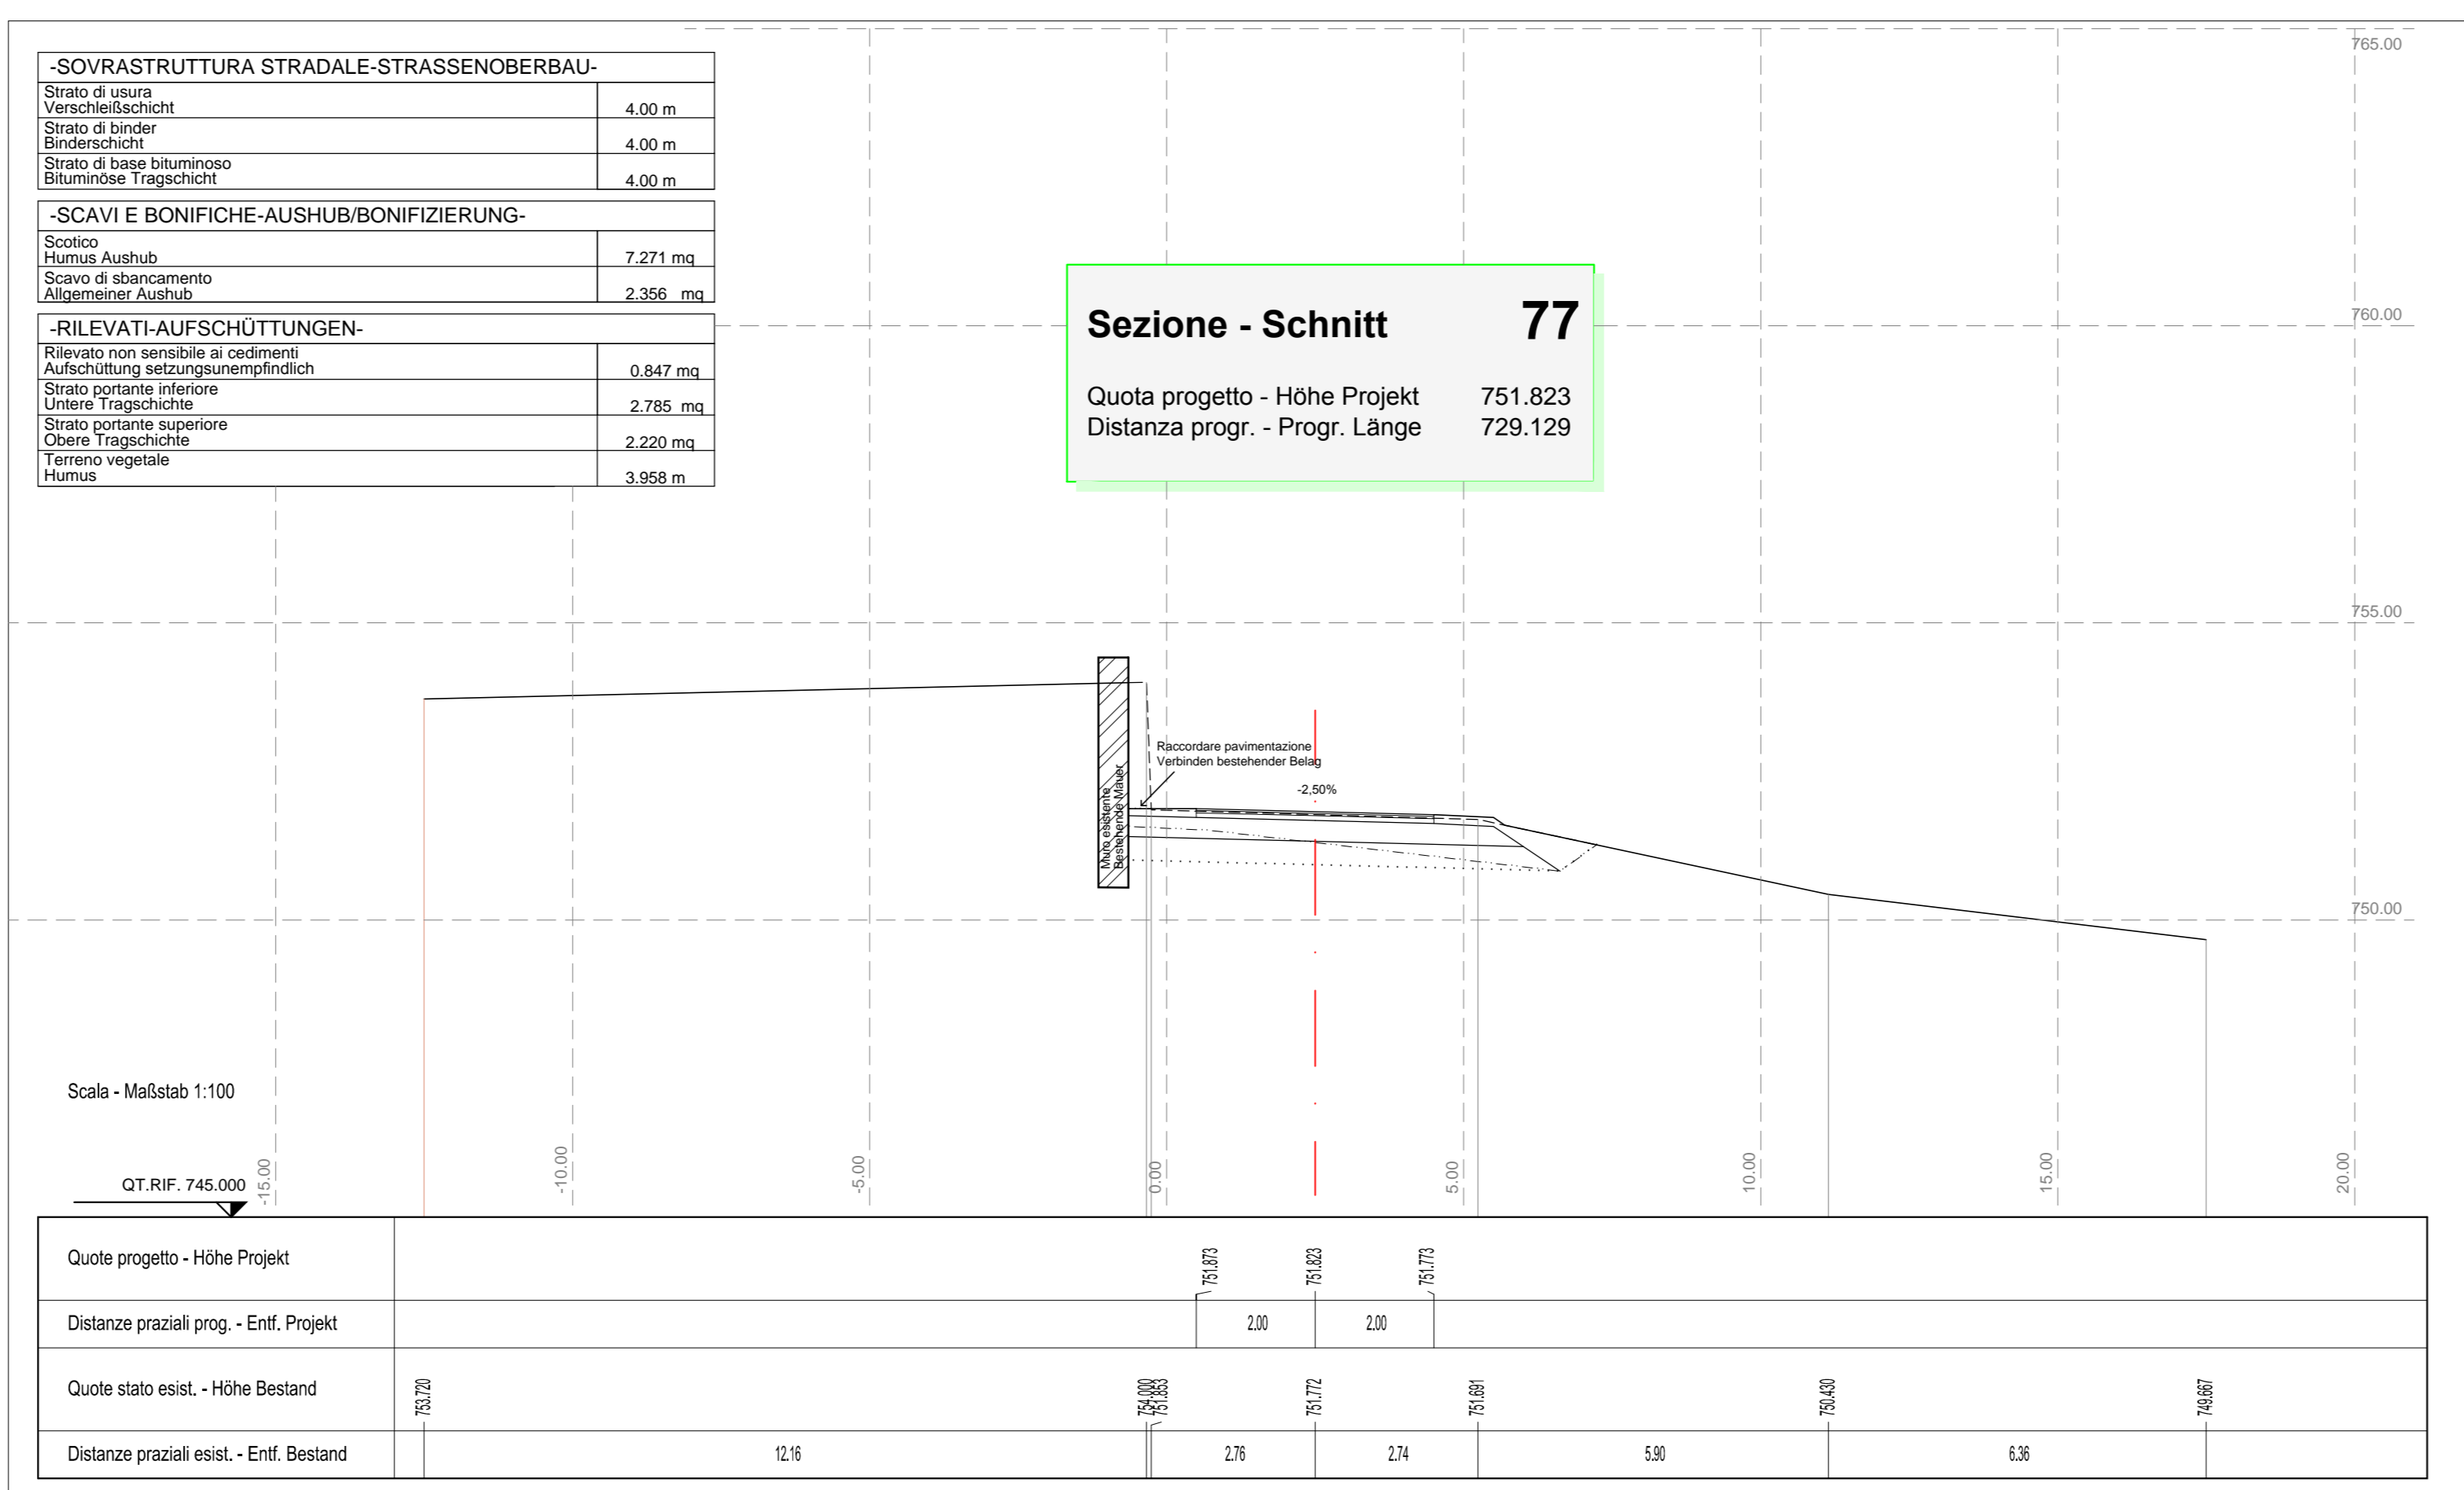 -SOVRASTRUTTURA STRADALE-STRASSENOBERBAU-
Strato di usura
Verschleißschicht 4.00 m
Strato di binder
Binderschicht 4.00 m
Strato di base bituminoso
Bituminöse Tragschicht 4.00 m
-SCAVI E BONIFICHE-AUSHUB/BONIFIZIERUNG-
Scotico
Humus Aushub 7.271 mq
Scavo di sbancamento
Allgemeiner Aushub 2.356 mq
-RILEVATI-AUFSCHÜTTUNGEN-
Rilevato non sensibile ai cedimenti
Aufschüttung setzungsunempfindlich 0.847 mq
Strato portante inferiore
Untere Tragschichte 2.785 mq
Strato portante superiore
Obere Tragschichte 2.220 mq
Terreno vegetale
Humus 3.958 m
Sezione - Schnitt 77
Quota progetto - Höhe Projekt 751.823
Distanza progr. - Progr. Länge 729.129
765.00
760.00
755.00
750.00
Raccordare pavimentazione
Verbinden bestehender Belag
-2,50%
Muro esistente
Bestehende Mauer
Scala - Maßstab 1:100
QT.RIF. 745.000
-15.00
-10.00
-5.00
0.00
5.00
10.00
15.00
20.00
Quote progetto - Höhe Projekt 751.873 751.823 751.773
Distanze praziali prog. - Entf. Projekt 2.00 2.00
Quote stato esist. - Höhe Bestand 753.720 754.000 751.853 751.772 751.691 750.430 749.667
Distanze praziali esist. - Entf. Bestand 12.16 2.76 2.74 5.90 6.36